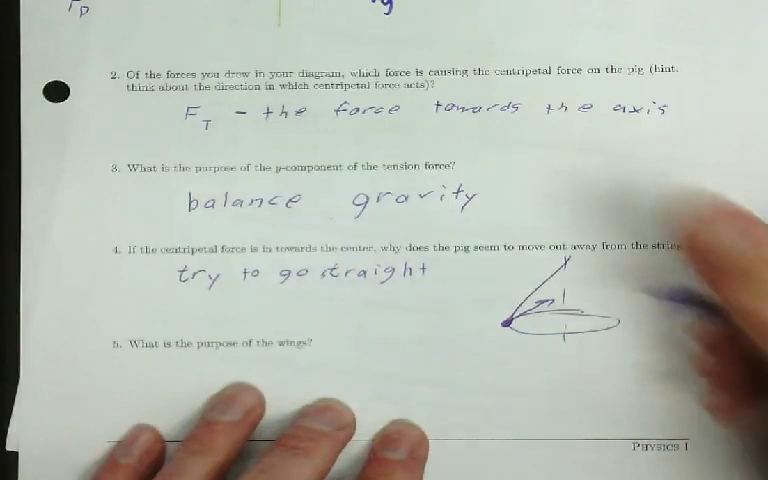 2. Of the forces you drew in your diagram, which force is causing the centripetal force on the pig (hint:
think about the direction in which centripetal force acts)?
F_T - the force towards the axis
3. What is the purpose of the y-component of the tension force?
balance gravity
4. If the centripetal force is in towards the center, why does the pig seem to move out away from the string
try to go straight
5. What is the purpose of the wings?
PHYSICS I